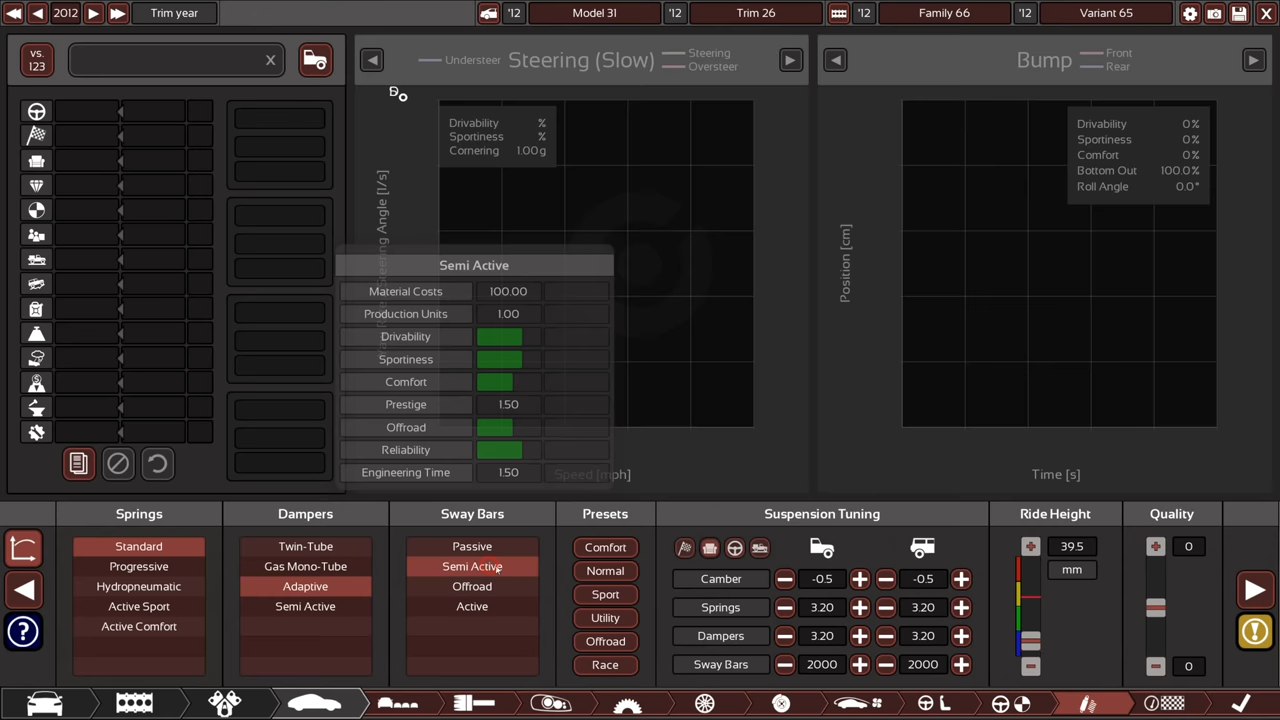 2012 Trim year '12 Model 31 '12 Trim 26 '12 Family 66 '12 Variant 65
vs. 123
Understeer Steering (Slow) Steering Oversteer
Bump Front Rear
Drivability %
Sportiness %
Cornering 1.00 g
Drivability 0%
Sportiness 0%
Comfort 0%
Bottom Out 100.0%
Roll Angle 0.0°
Position [cm]
Semi Active
Material Costs 100.00
Production Units 1.00
Drivability
Sportiness
Comfort
Prestige 1.50
Offroad
Reliability
Engineering Time 1.50
Speed [mph]
Time [s]
Springs
Standard
Progressive
Hydropneumatic
Active Sport
Active Comfort
Dampers
Twin-Tube
Gas Mono-Tube
Adaptive
Semi Active
Sway Bars
Passive
Semi Active
Offroad
Active
Presets
Comfort
Normal
Sport
Utility
Offroad
Race
Suspension Tuning
Camber -0.5 -0.5
Springs 3.20 3.20
Dampers 3.20 3.20
Sway Bars 2000 2000
Ride Height
39.5
mm
Quality
0
0